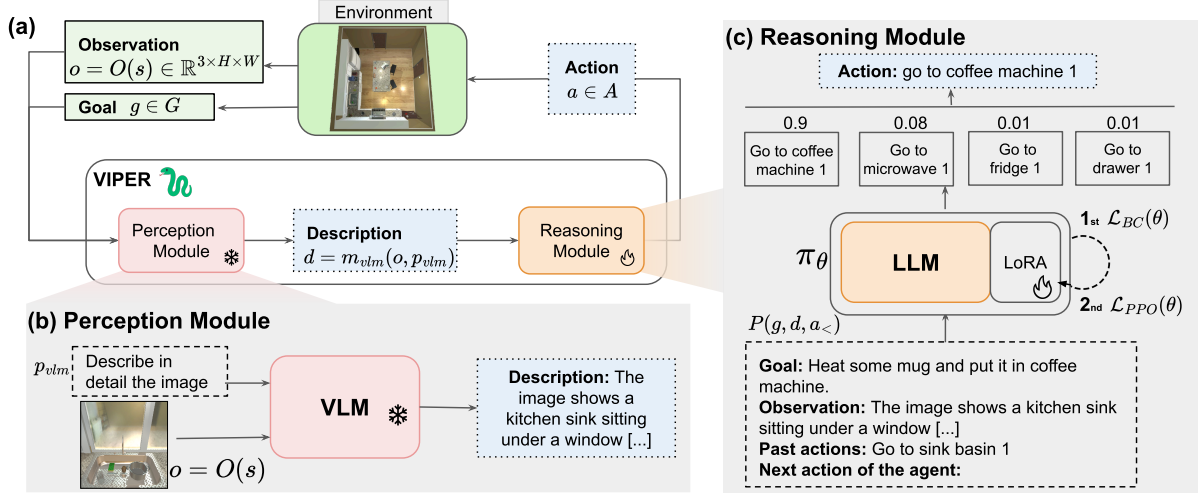 (a)
Environment
Observation
o = O(s) ∈ ℝ^{3×H×W}
Goal g ∈ G
Action
a ∈ A
VIPER
Perception
Module
Description
d = m_{vlm}(o, p_{vlm})
Reasoning
Module
(b) Perception Module
p_{vlm}
Describe in
detail the image
o = O(s)
VLM
Description: The
image shows a
kitchen sink sitting
under a window [...]
(c) Reasoning Module
Action: go to coffee machine 1
0.9 0.08 0.01 0.01
Go to coffee
machine 1
Go to
microwave 1
Go to
fridge 1
Go to
drawer 1
π_θ
LLM
LoRA
1st ℒ_{BC}(θ)
2nd ℒ_{PPO}(θ)
P(g, d, a_<)
Goal: Heat some mug and put it in coffee
machine.
Observation: The image shows a kitchen sink
sitting under a window [...]
Past actions: Go to sink basin 1
Next action of the agent: